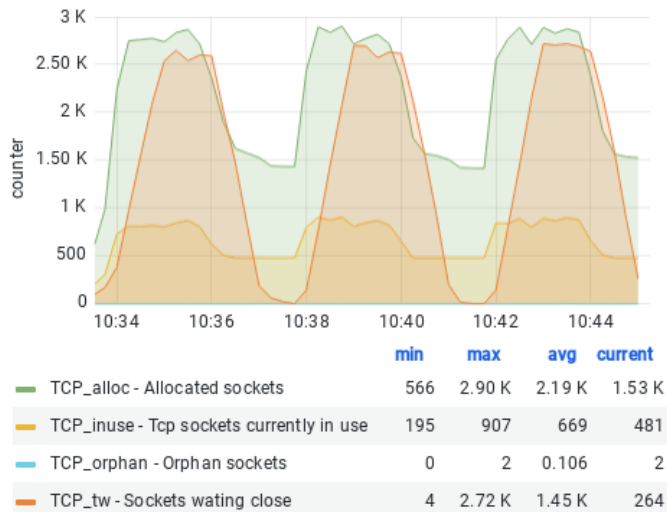 3 K
2.50 K
2 K
1.50 K
1 K
500
0
counter
10:34 10:36 10:38 10:40 10:42 10:44
min max avg current
TCP_alloc - Allocated sockets 566 2.90 K 2.19 K 1.53 K
TCP_inuse - Tcp sockets currently in use 195 907 669 481
TCP_orphan - Orphan sockets 0 2 0.106 2
TCP_tw - Sockets wating close 4 2.72 K 1.45 K 264